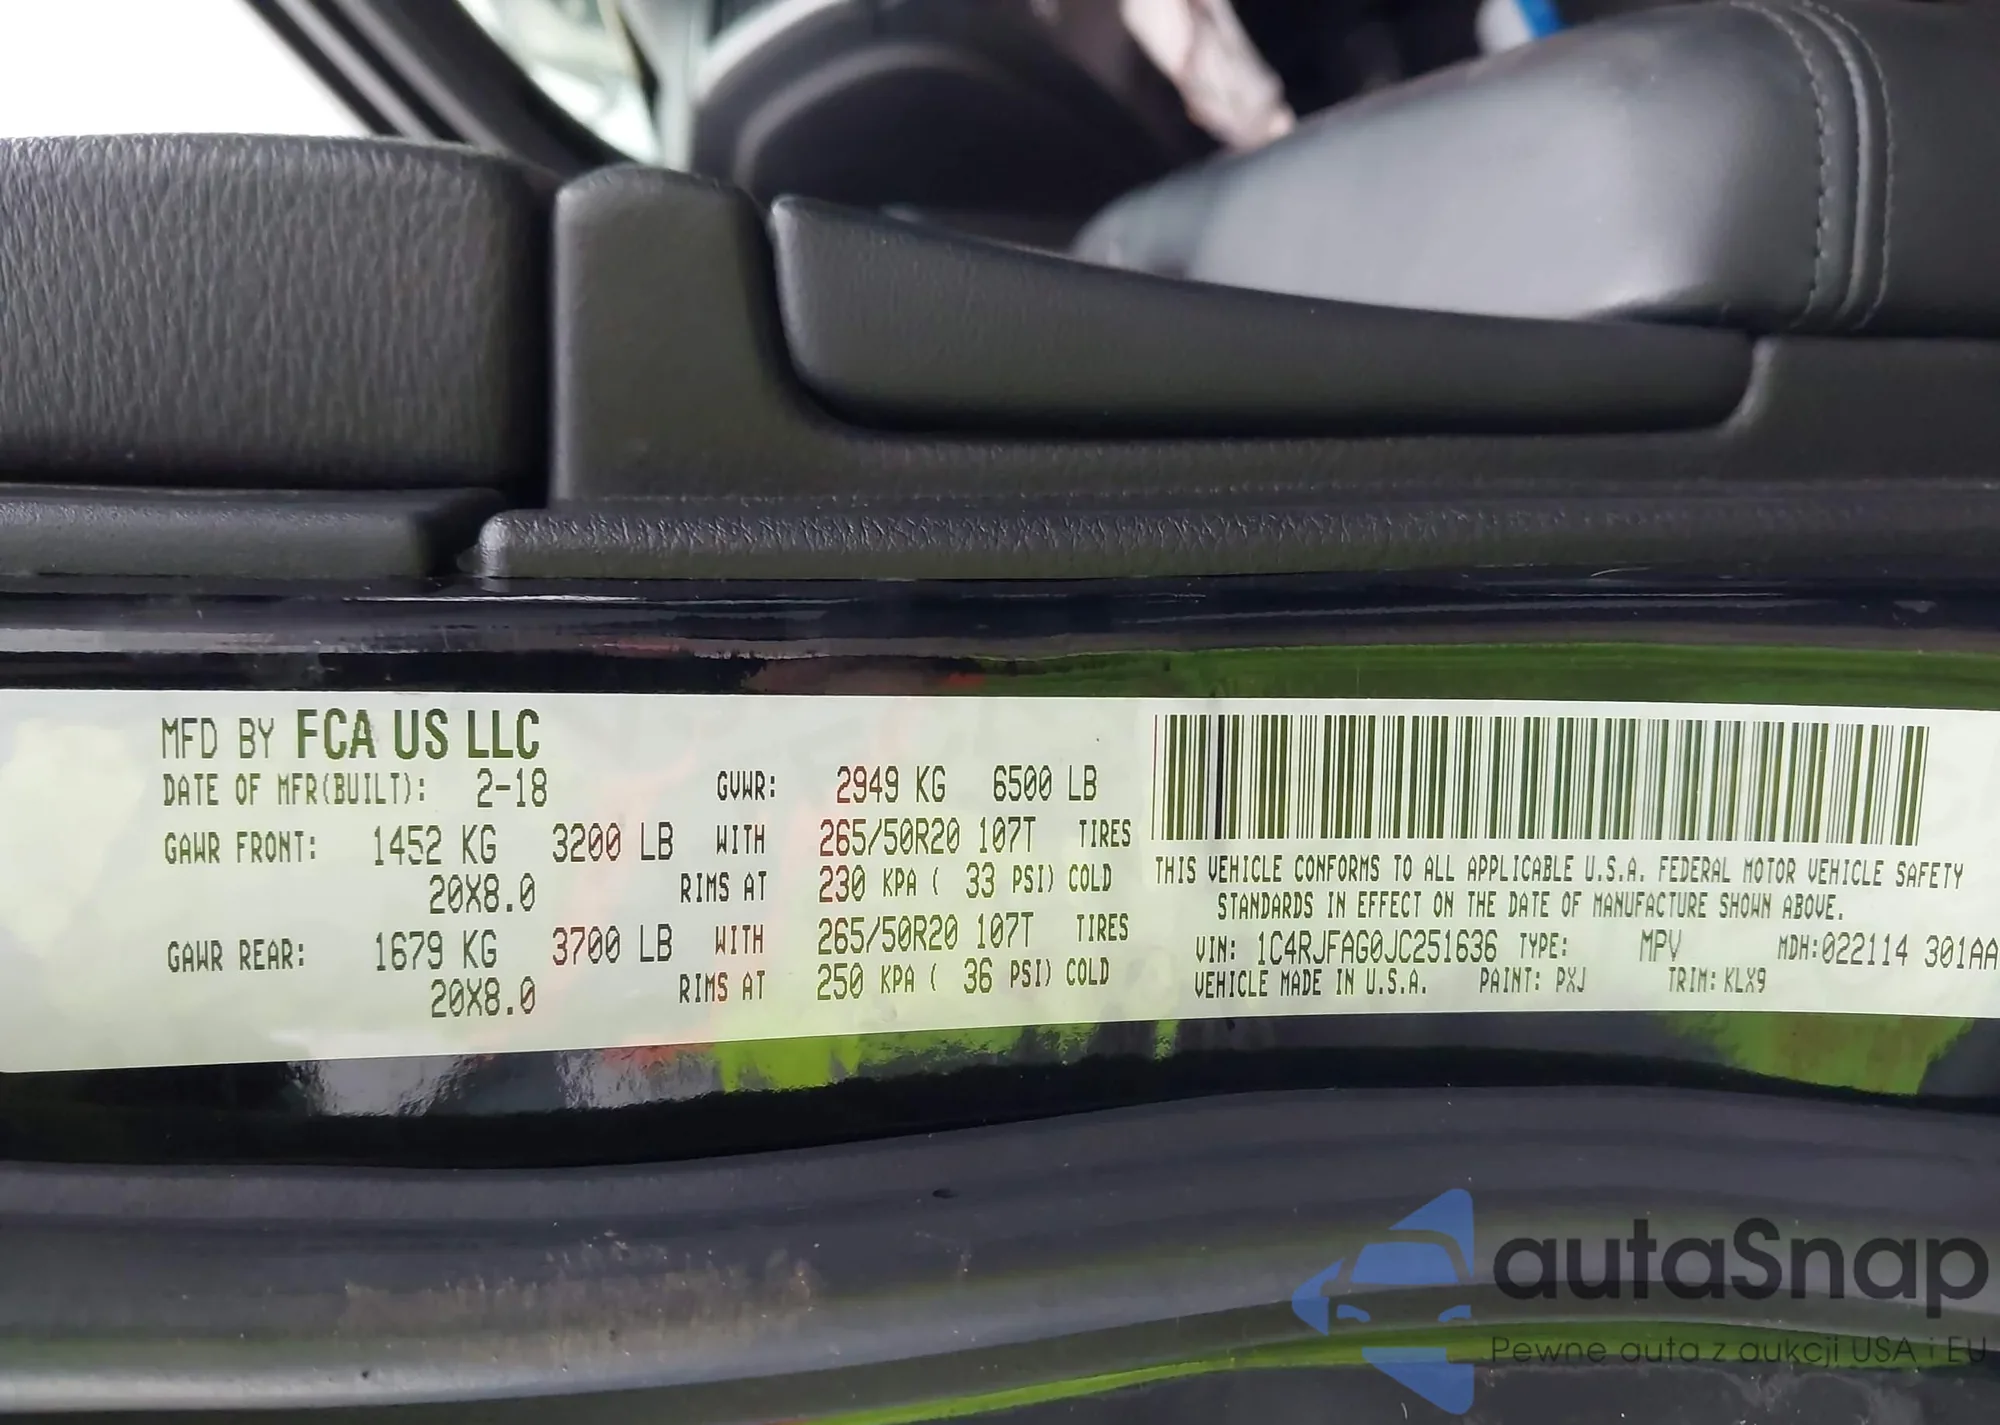 MFD BY FCA US LLC
DATE OF MFR(BUILT): 2-18 GVWR: 2949 KG 6500 LB
GAWR FRONT: 1452 KG 3200 LB WITH 265/50R20 107T TIRES
20X8.0 RIMS AT 230 KPA ( 33 PSI) COLD
GAWR REAR: 1679 KG 3700 LB WITH 265/50R20 107T TIRES
20X8.0 RIMS AT 250 KPA ( 36 PSI) COLD
THIS VEHICLE CONFORMS TO ALL APPLICABLE U.S.A. FEDERAL MOTOR VEHICLE SAFETY
STANDARDS IN EFFECT ON THE DATE OF MANUFACTURE SHOWN ABOVE.
VIN: 1C4RJFAG0JC251636 TYPE: MPV MDH:022114 301AA
VEHICLE MADE IN U.S.A. PAINT: PXJ TRIM: KLX9
autaSnap
Pewne auta z aukcji USA i EU